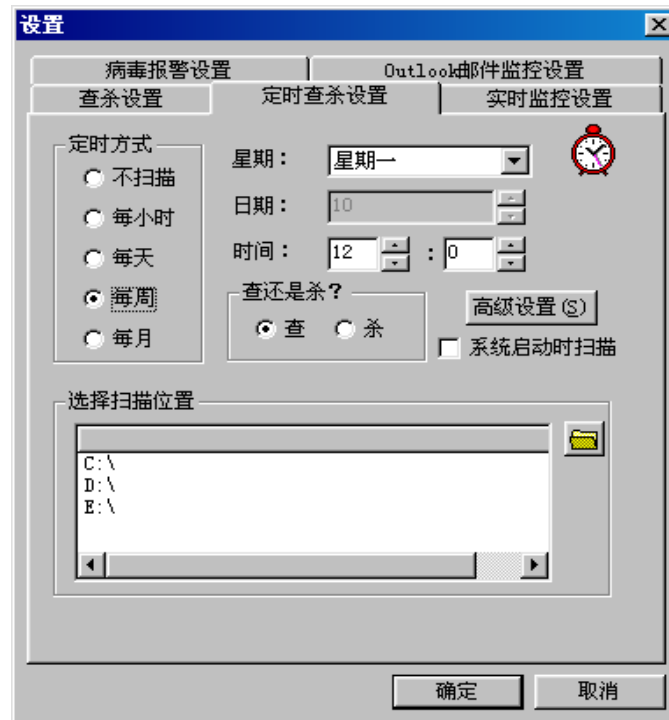 设置
病毒报警设置
Outlook邮件监控设置
查杀设置
定时查杀设置
实时监控设置
定时方式
不扫描
每小时
每天
每周
每月
星期：
星期一
日期：
10
时间：
12
:
0
查还是杀?
查
杀
高级设置(S)
系统启动时扫描
选择扫描位置
C:\
D:\
E:\
确定
取消